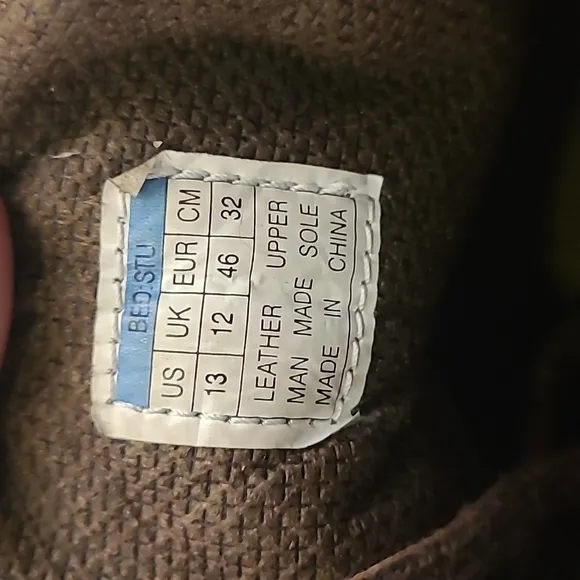 BED:STU
US UK EUR CM
13 12 46 32
LEATHER UPPER
MAN MADE SOLE
MADE IN CHINA